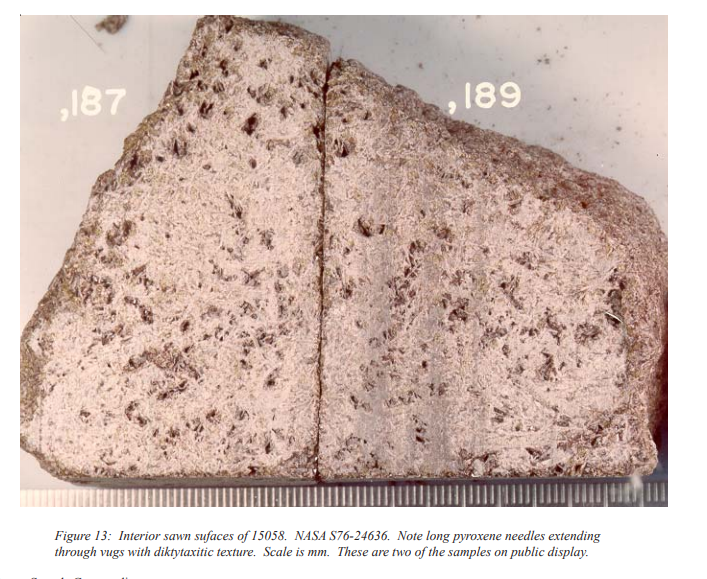 ,187
,189
Figure 13: Interior sawn sufaces of 15058. NASA S76-24636. Note long pyroxene needles extending
through vugs with diktytaxitic texture. Scale is mm. These are two of the samples on public display.